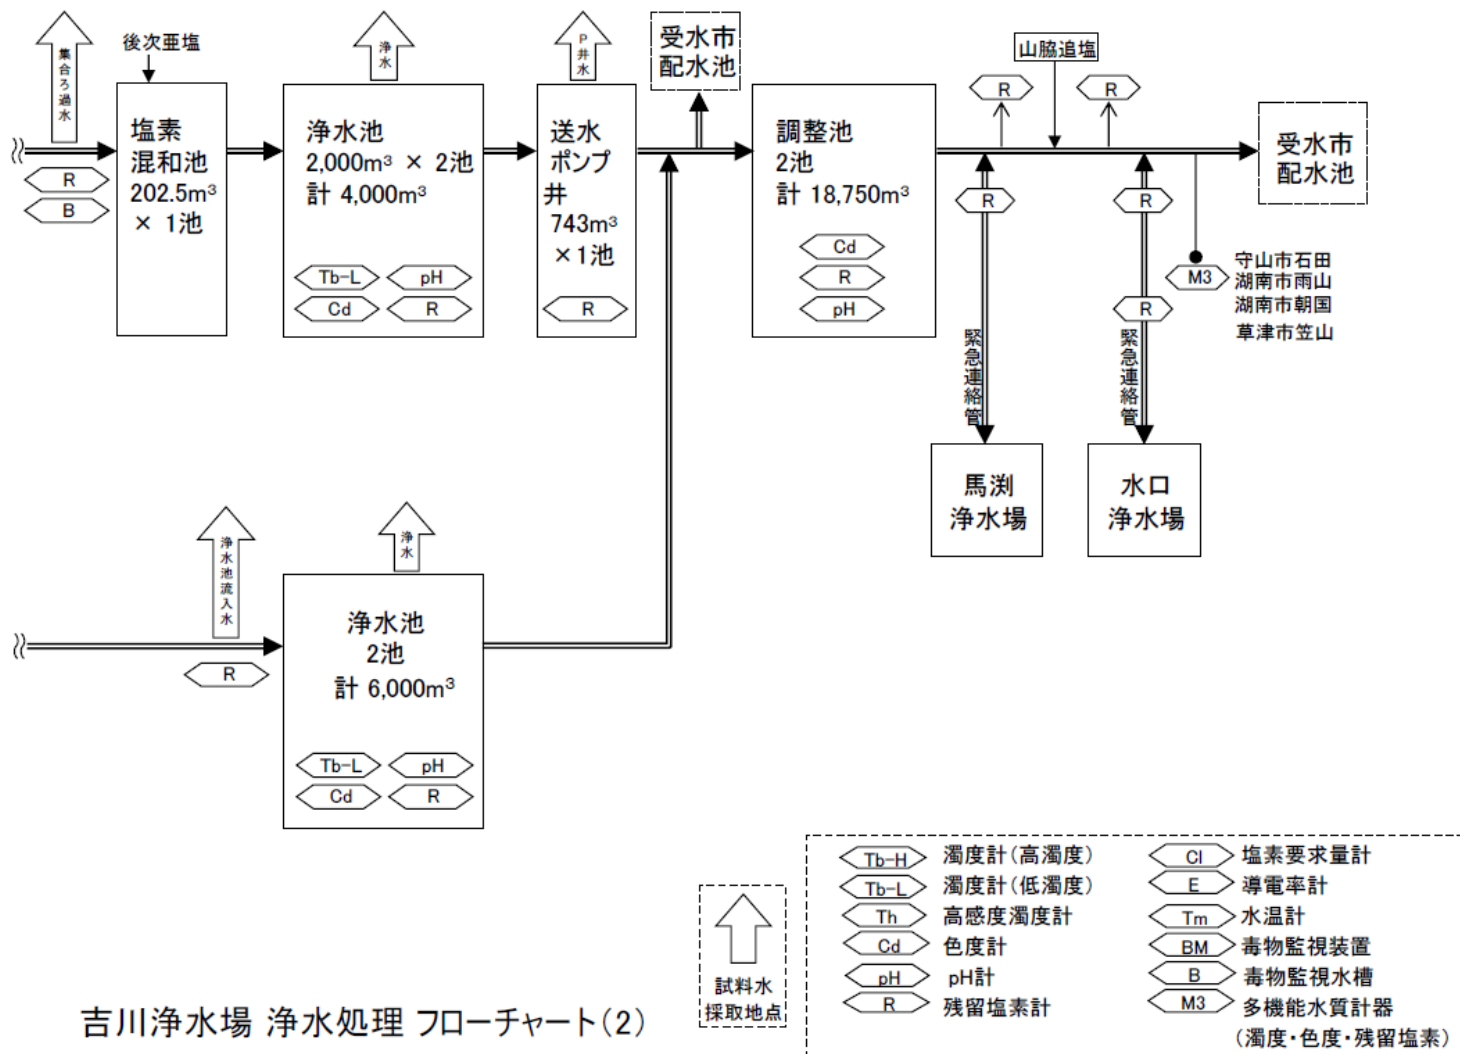 集合ろ過水
後次亜塩
浄水
P井水
受水市
配水池
山脇追塩
R
R
塩素
混和池
202.5m³
× 1池
R
B
浄水池
2,000m³ × 2池
計 4,000m³
Tb-L
pH
Cd
R
送水
ポンプ
井
743m³
×1池
R
調整池
2池
計 18,750m³
Cd
R
pH
受水市
配水池
R
R
R
M3
守山市石田
湖南市雨山
湖南市朝国
草津市笠山
緊急連絡管
緊急連絡管
馬渕
浄水場
水口
浄水場
浄水池流入水
浄水
R
浄水池
2池
計 6,000m³
Tb-L
pH
Cd
R
試料水
採取地点
Tb-H 濁度計(高濁度)
Tb-L 濁度計(低濁度)
Th 高感度濁度計
Cd 色度計
pH pH計
R 残留塩素計
Cl 塩素要求量計
E 導電率計
Tm 水温計
BM 毒物監視装置
B 毒物監視水槽
M3 多機能水質計器
(濁度・色度・残留塩素)
吉川浄水場 浄水処理 フローチャート(2)